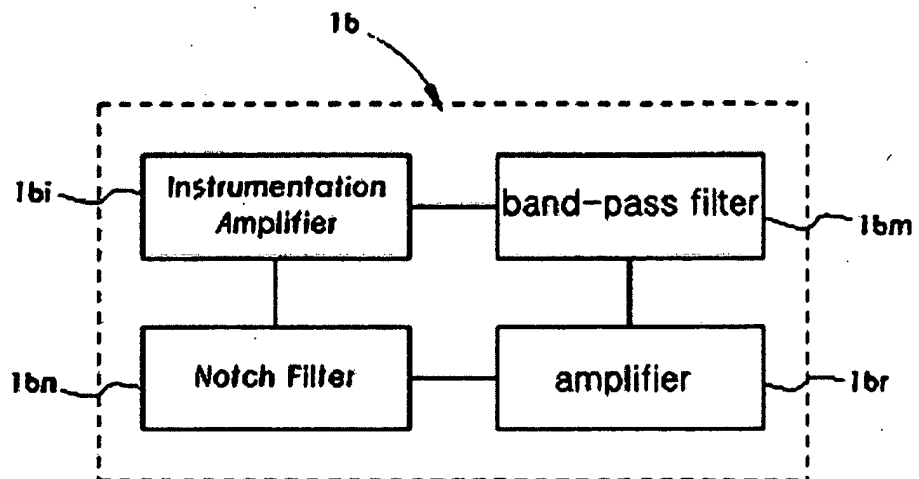 1b
1bi
Instrumentation
Amplifier
band-pass filter
1bm
1bn
Notch Filter
amplifier
1br